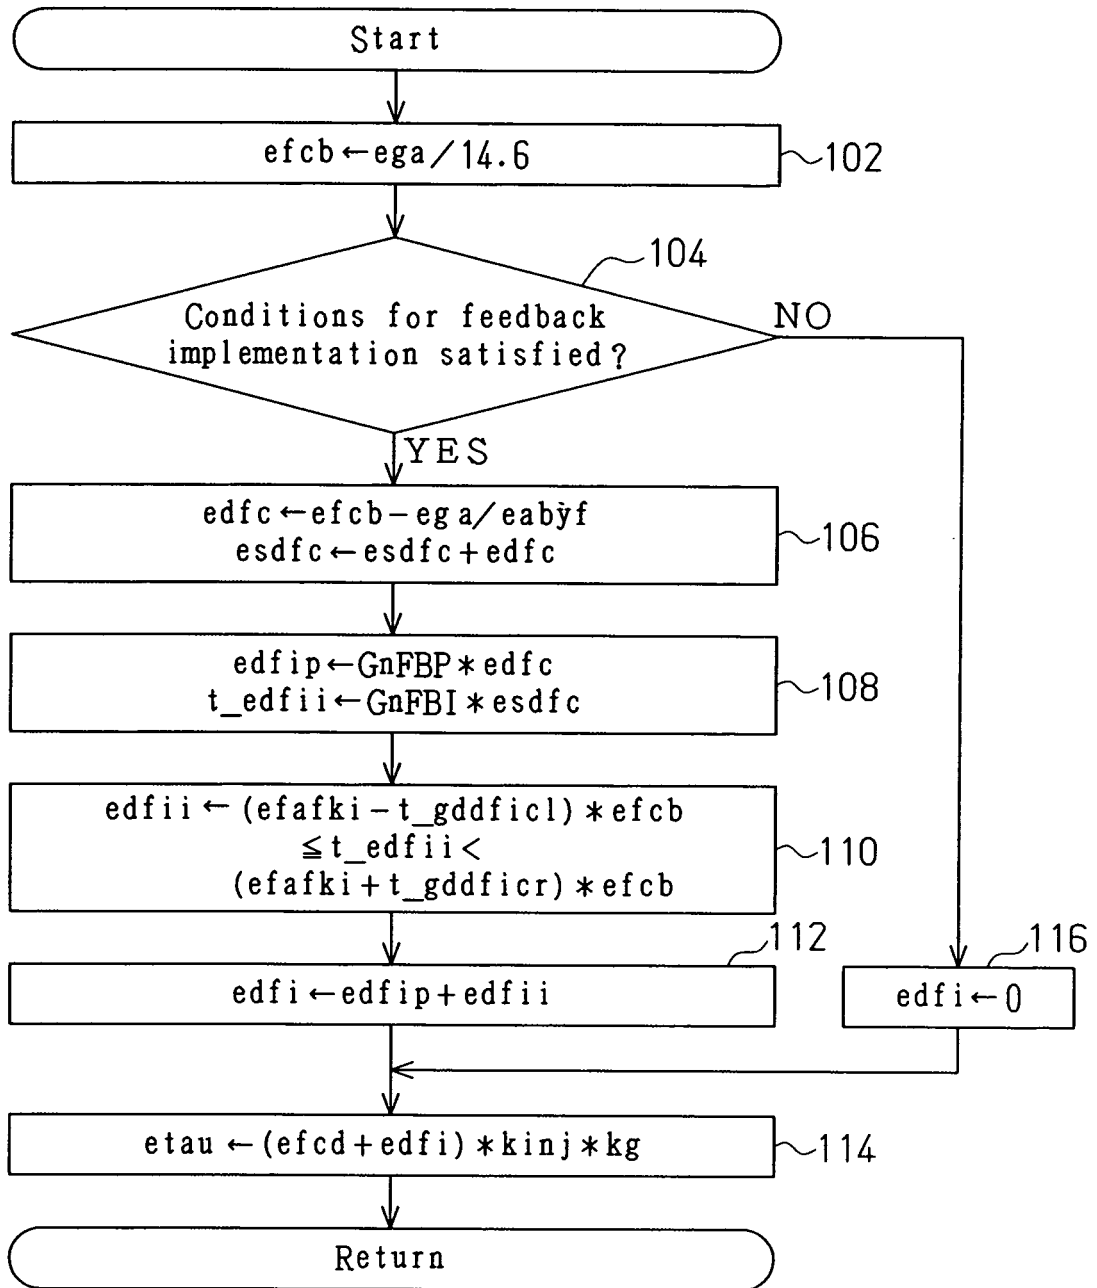 Start
efcb←ega/14.6
102
104
Conditions for feedback
implementation satisfied?
NO
YES
edfc←efcb−ega/eabẏf
esdfc←esdfc+edfc
106
edfip←GnFBP*edfc
t_edfii←GnFBI*esdfc
108
edfii←(efafki−t_gddficl)*efcb
≦t_edfii<
(efafki+t_gddficr)*efcb
110
112
edfi←edfip+edfii
116
edfi←0
etau←(efcd+edfi)*kinj*kg
114
Return